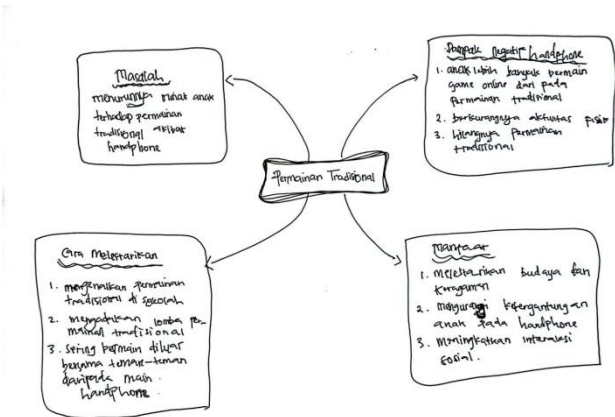 Masalah
menurunnya minat anak
terhadap permainan
tradisional akibat
handphone
Dampak negatif handphone
1. anak lebih banyak bermain
game online dari pada
permainan tradisional
2. berkurangnya aktivitas fisik
3. hilangnya permainan
tradisional
Permainan Tradisional
Cara Melestarikan
1. mengenalkan permainan
tradisional di sekolah
2. mengadakan lomba per-
mainan tradisional
3. Sering bermain diluar
bersama teman-teman
daripada main
handphone.
Manfaat
1. Melestarikan budaya dan
keragaman
2. mengurangi ketergantungan
anak pada handphone
3. Meningkatkan interaksi
sosial.